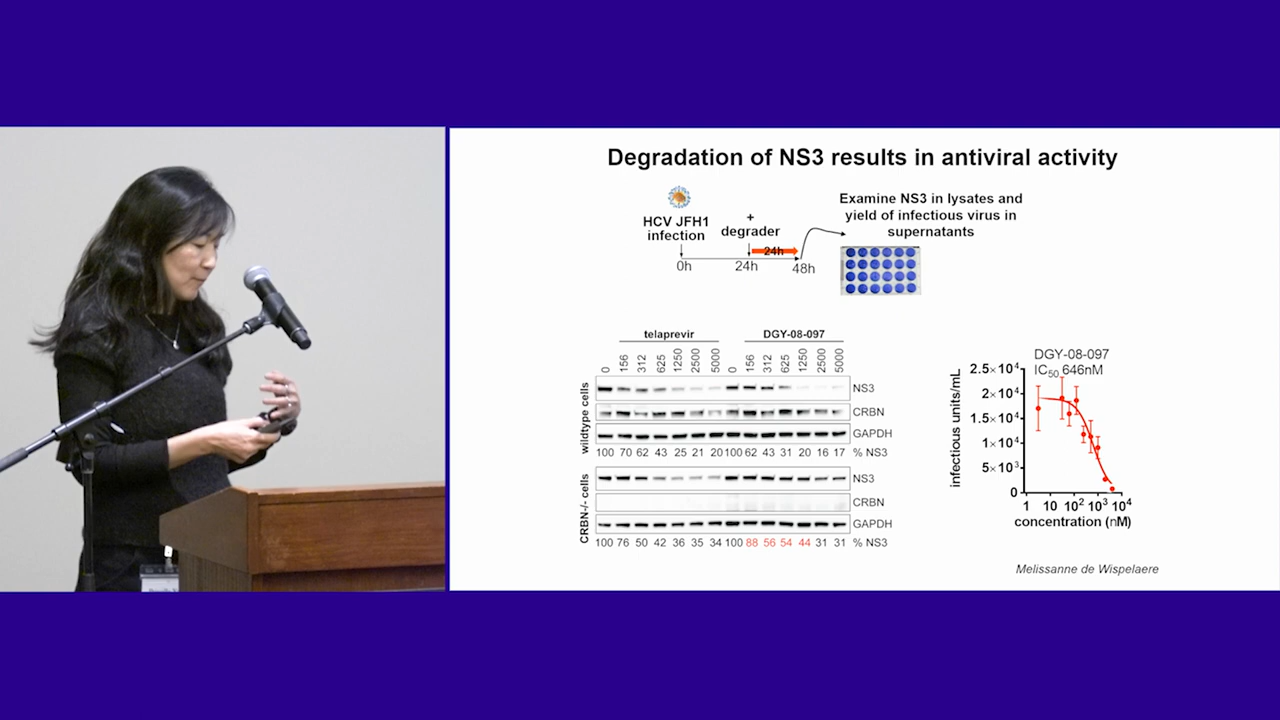 Degradation of NS3 results in antiviral activity
HCV JFH1
infection
+
degrader
24h
0h
24h
48h
Examine NS3 in lysates and
yield of infectious virus in
supernatants
telaprevir DGY-08-097
0 156 312 625 1250 2500 5000 0 156 312 625 1250 2500 5000
wildtype cells
NS3
CRBN
GAPDH
100 70 62 43 25 21 20 100 62 43 31 20 16 17 % NS3
CRBN-/- cells
NS3
CRBN
GAPDH
100 76 50 42 36 35 34 100 88 56 54 44 31 31 % NS3
DGY-08-097
IC50 646nM
infectious units/mL
2.5×10⁴
2×10⁴
1.5×10⁴
1×10⁴
5×10³
0
1 10 10² 10³ 10⁴
concentration (nM)
Melissanne de Wispelaere